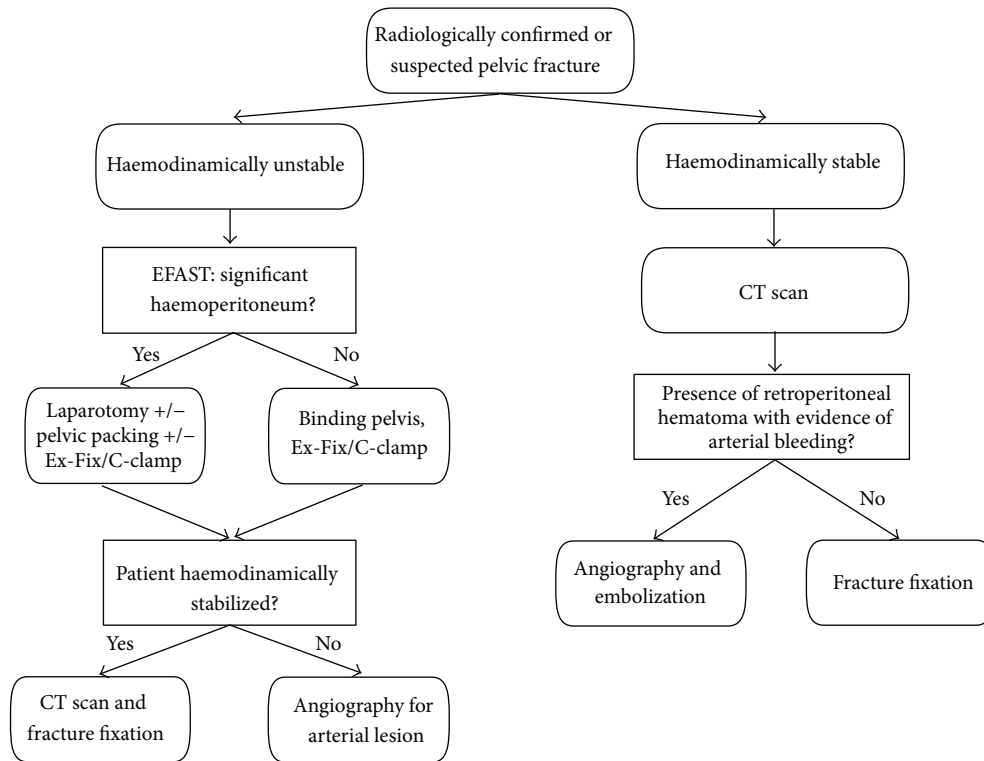 Radiologically confirmed or
suspected pelvic fracture
Haemodinamically unstable
Haemodinamically stable
EFAST: significant
haemoperitoneum?
CT scan
Yes
No
Laparotomy +/−
pelvic packing +/−
Ex-Fix/C-clamp
Binding pelvis,
Ex-Fix/C-clamp
Presence of retroperitoneal
hematoma with evidence of
arterial bleeding?
Yes
No
Patient haemodinamically
stabilized?
Angiography and
embolization
Fracture fixation
Yes
No
CT scan and
fracture fixation
Angiography for
arterial lesion